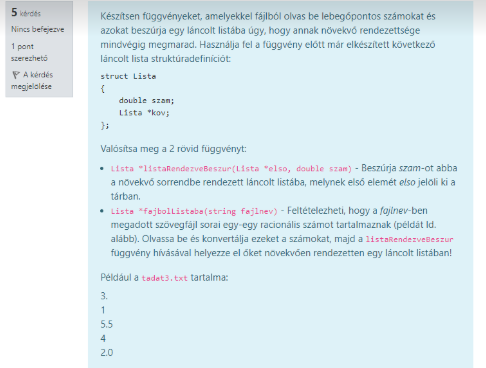 5 kérdés
Nincs befejezve
1 pont
szerezhető
A kérdés
megjelölése
Készítsen függvényeket, amelyekkel fájlból olvas be lebegőpontos számokat és
azokat beszúrja egy láncolt listába úgy, hogy annak növekvő rendezettsége
mindvégig megmarad. Használja fel a függvény előtt már elkészített következő
láncolt lista struktúradefiníciót:
struct Lista
{
    double szam;
    Lista *kov;
};
Valósítsa meg a 2 rövid függvényt:
• Lista *listaRendezveBeszur(Lista *elso, double szam) - Beszúrja szam-ot abba
a növekvő sorrendbe rendezett láncolt listába, melynek első elemét elso jelöli ki a
tárban.
• Lista *fajbolListaba(string fajlnev) - Feltételezheti, hogy a fajlnev-ben
megadott szövegfájl sorai egy-egy racionális számot tartalmaznak (példát ld.
alább). Olvassa be és konvertálja ezeket a számokat, majd a listaRendezveBeszur
függvény hívásával helyezze el őket növekvően rendezetten egy láncolt listában!
Például a tadat3.txt tartalma:
3.
1
5.5
4
2.0